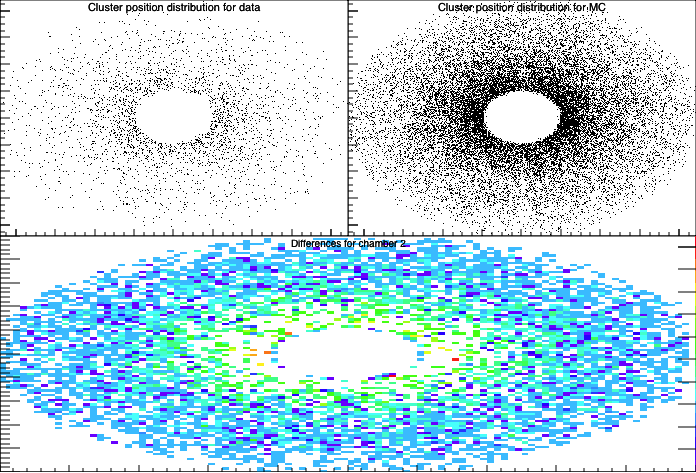 Cluster position distribution for data
Cluster position distribution for MC
Differences for chamber 2